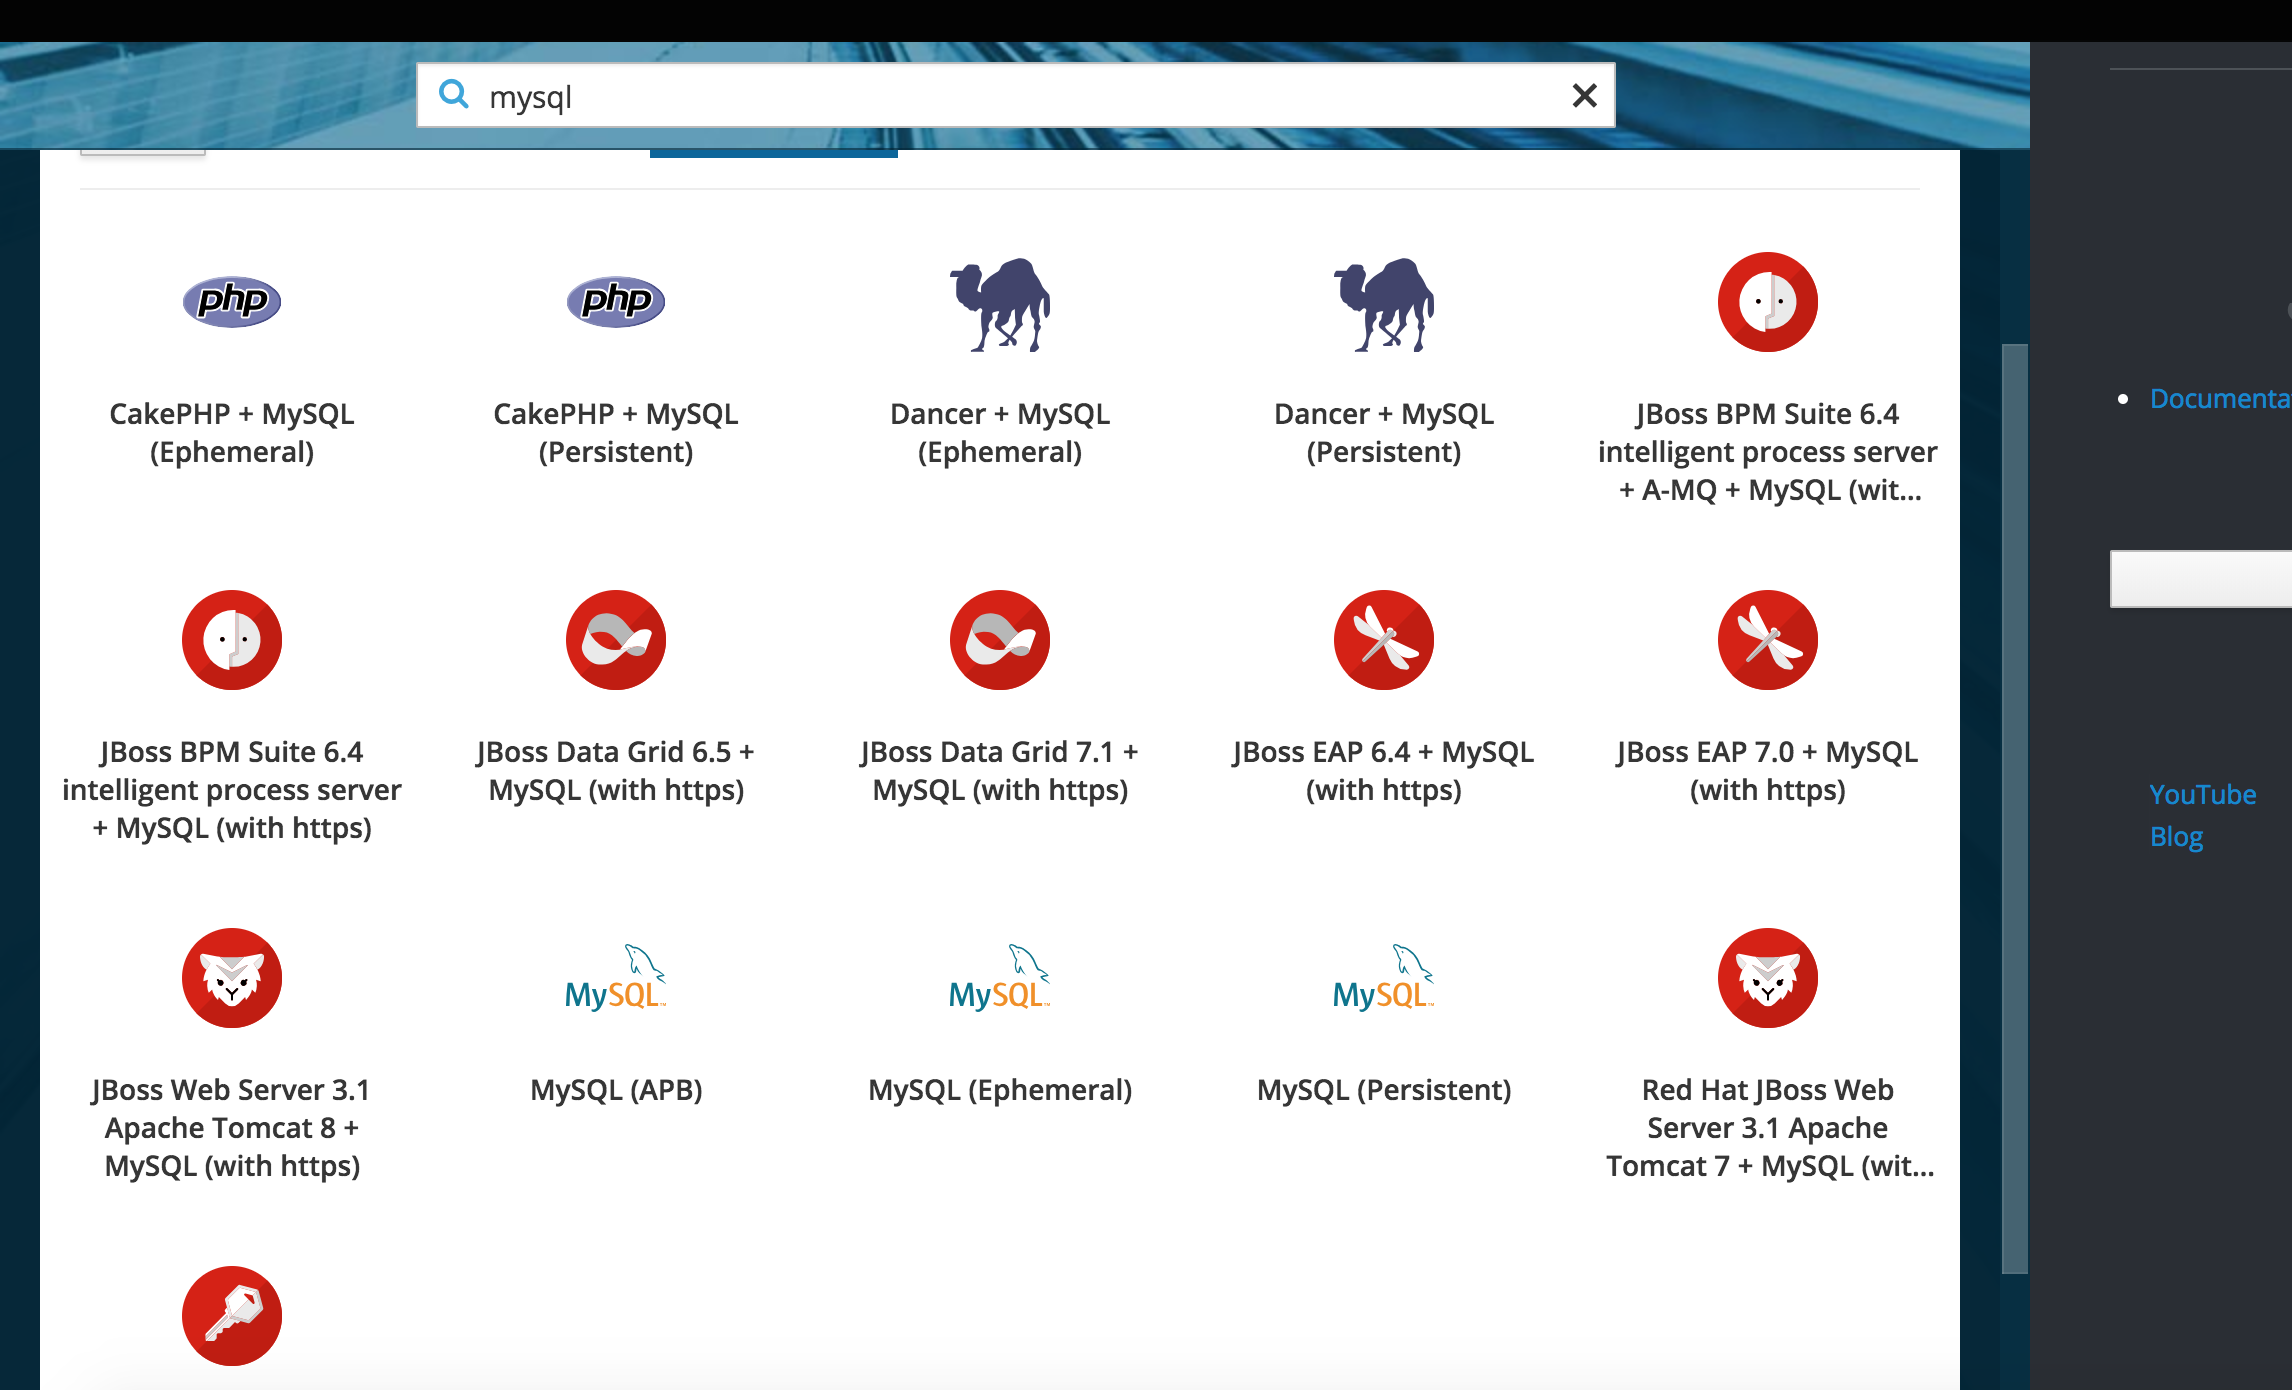 mysql
php
php
CakePHP + MySQL
(Ephemeral)
CakePHP + MySQL
(Persistent)
Dancer + MySQL
(Ephemeral)
Dancer + MySQL
(Persistent)
JBoss BPM Suite 6.4
intelligent process server
+ A-MQ + MySQL (wit...
Documenta
JBoss BPM Suite 6.4
intelligent process server
+ MySQL (with https)
JBoss Data Grid 6.5 +
MySQL (with https)
JBoss Data Grid 7.1 +
MySQL (with https)
JBoss EAP 6.4 + MySQL
(with https)
JBoss EAP 7.0 + MySQL
(with https)
YouTube
Blog
MySQL™
MySQL™
MySQL™
JBoss Web Server 3.1
Apache Tomcat 8 +
MySQL (with https)
MySQL (APB)
MySQL (Ephemeral)
MySQL (Persistent)
Red Hat JBoss Web
Server 3.1 Apache
Tomcat 7 + MySQL (wit...